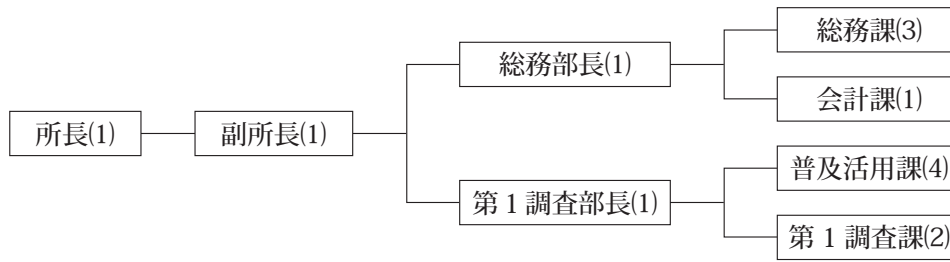 所長(1)
副所長(1)
総務部長(1)
総務課(3)
会計課(1)
第1調査部長(1)
普及活用課(4)
第1調査課(2)